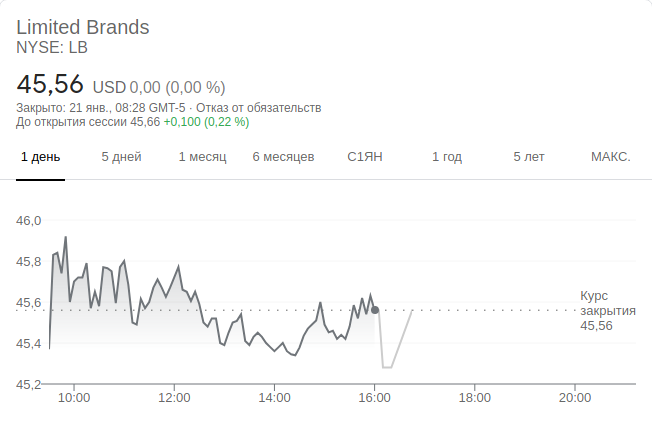 Limited Brands
NYSE: LB
45,56 USD 0,00 (0,00 %)
Закрыто: 21 янв., 08:28 GMT-5 · Отказ от обязательств
До открытия сессии 45,66 +0,100 (0,22 %)
1 день 5 дней 1 месяц 6 месяцев С1ЯН 1 год 5 лет МАКС.
46,0
45,8
45,6
45,4
45,2
Курс
закрытия
45,56
10:00 12:00 14:00 16:00 18:00 20:00